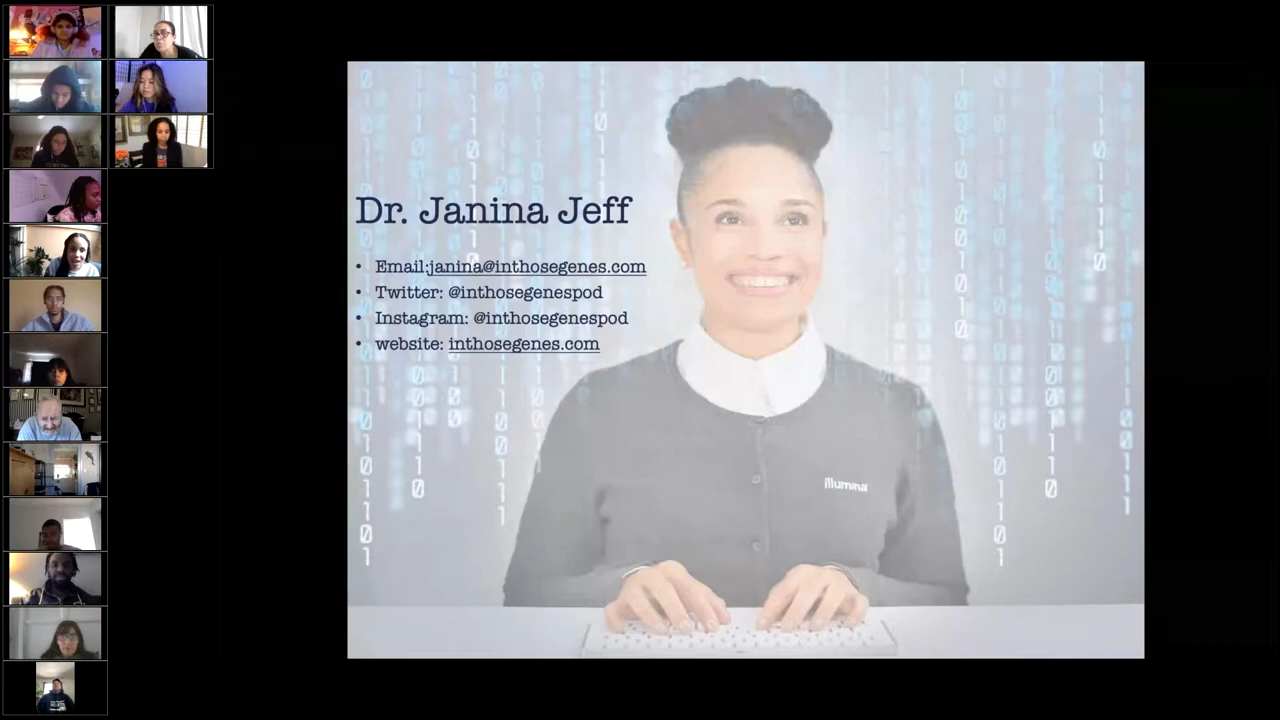 Dr. Janina Jeff
• Email:janina@inthosegenes.com
• Twitter: @inthosegenespod
• Instagram: @inthosegenespod
• website: inthosegenes.com
illumina